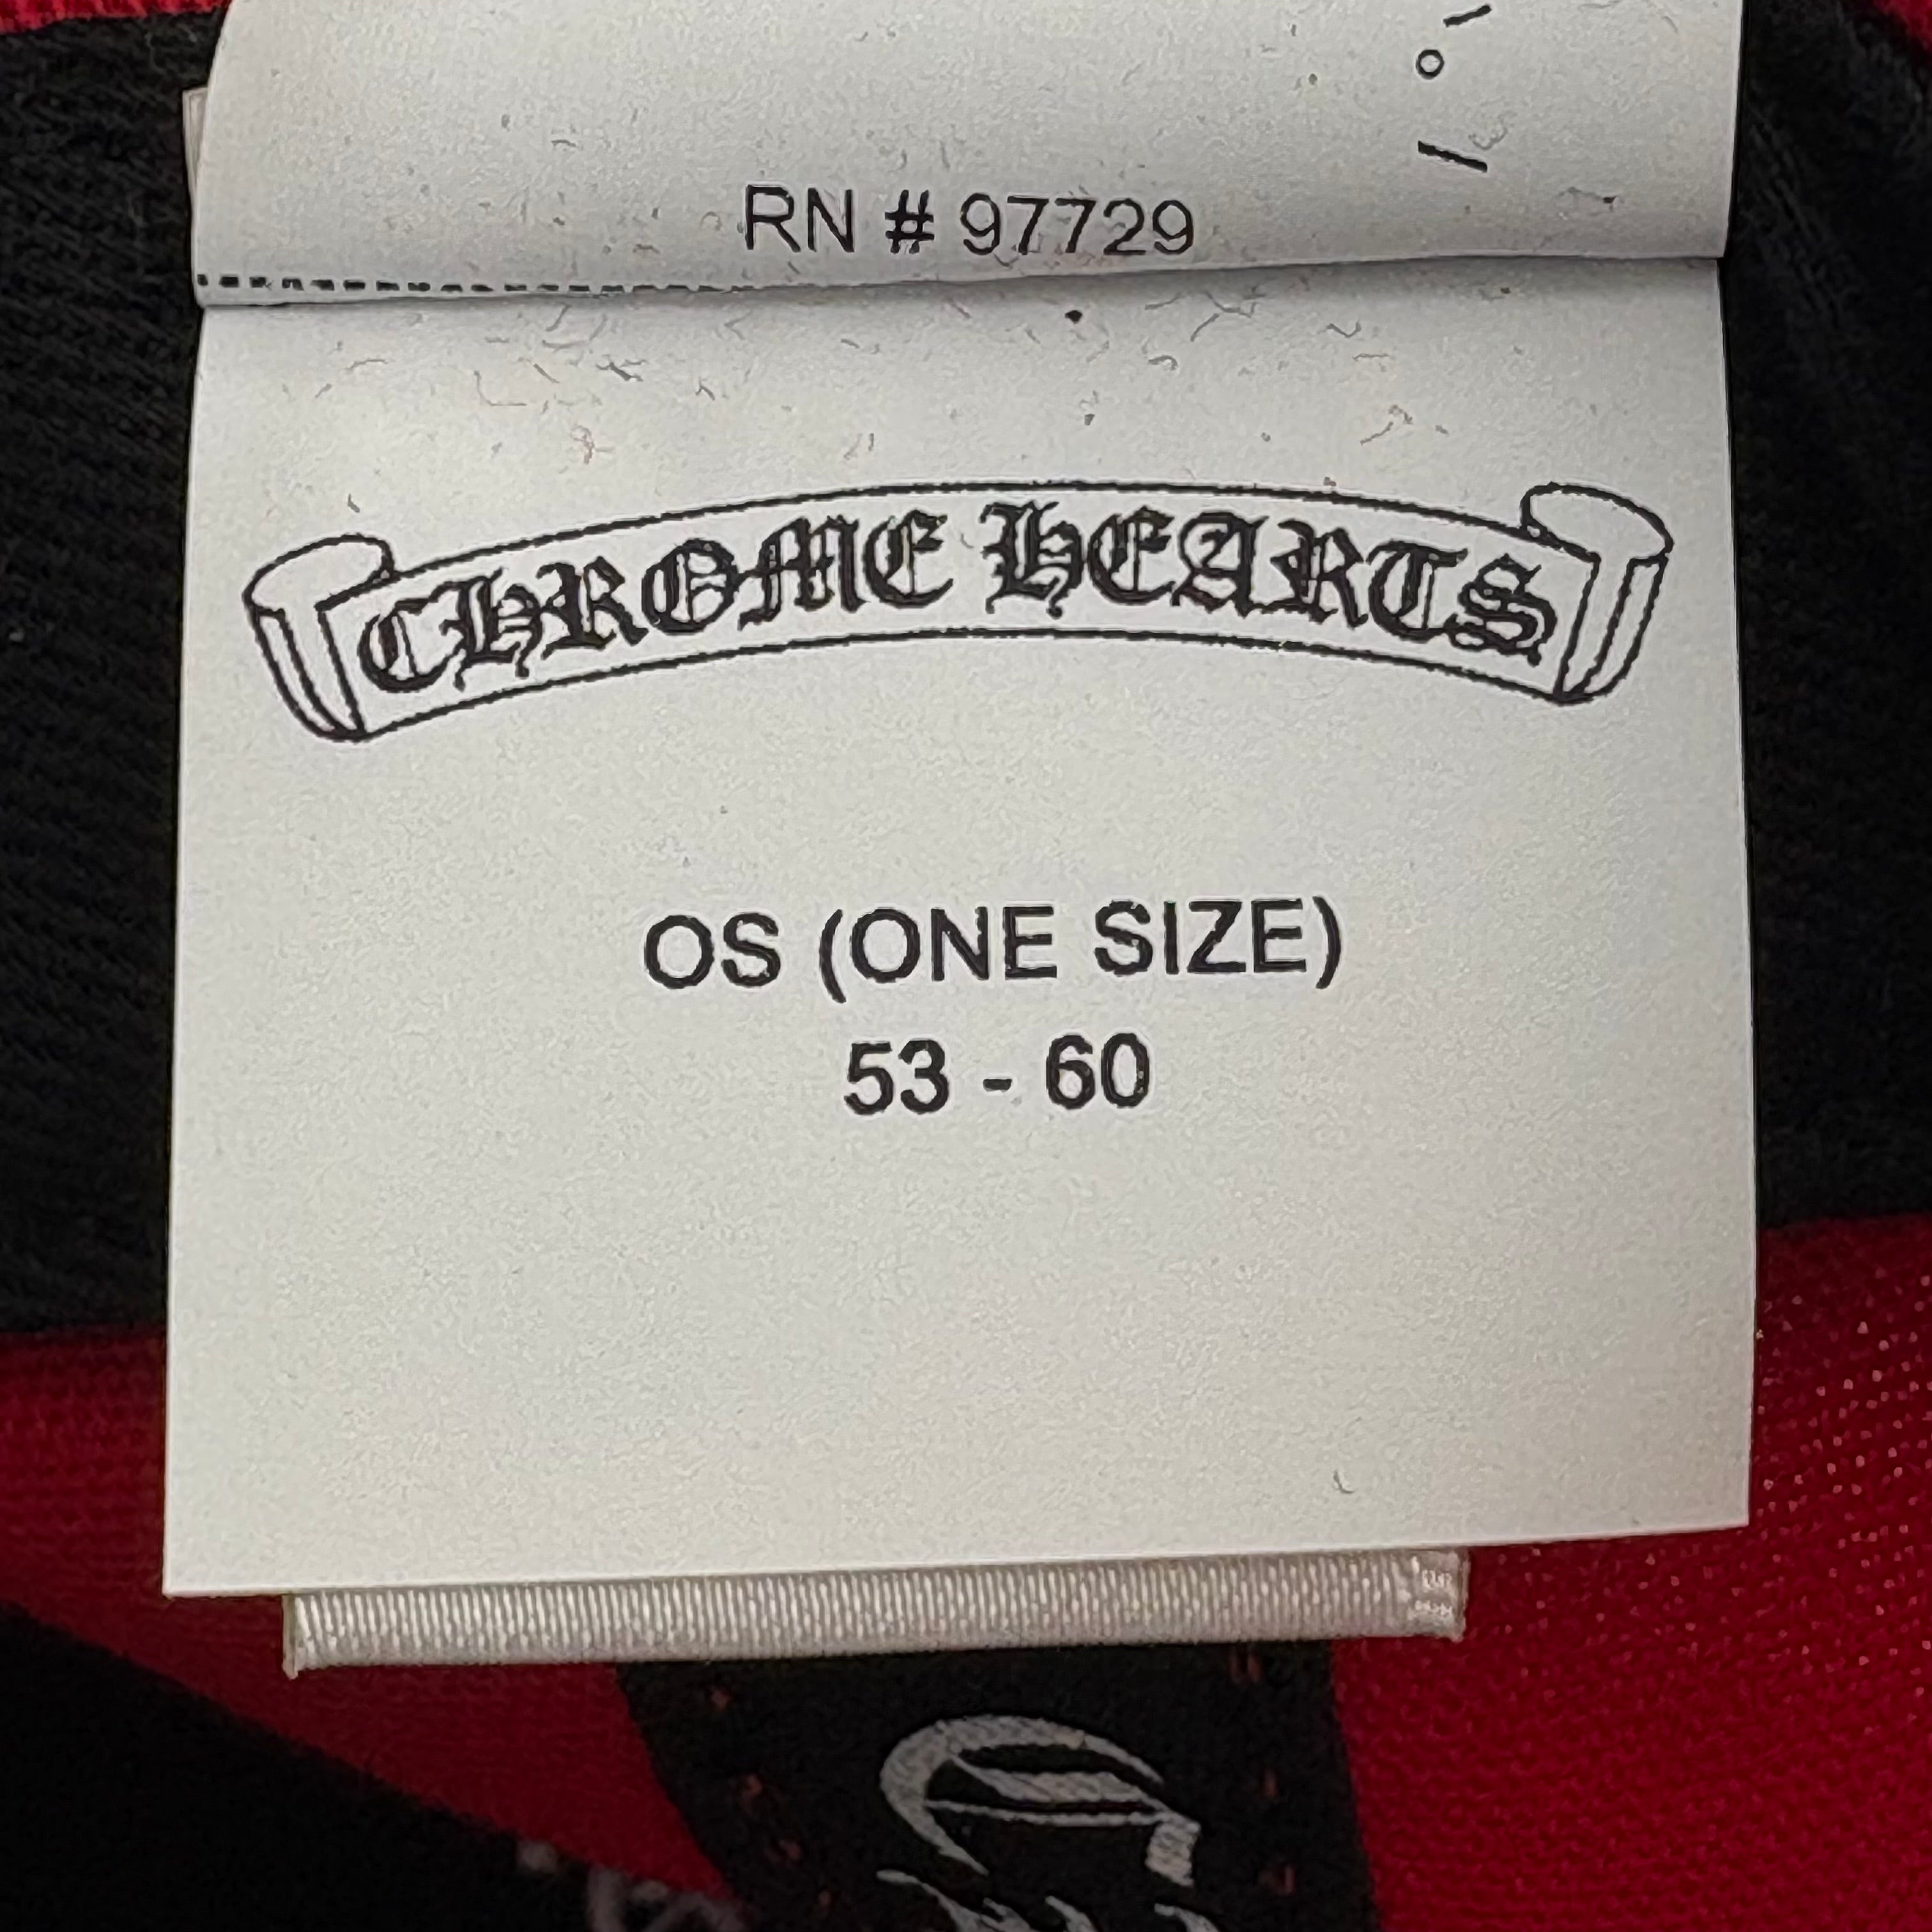 RN # 97729
CHROME HEARTS
OS (ONE SIZE)
53 - 60